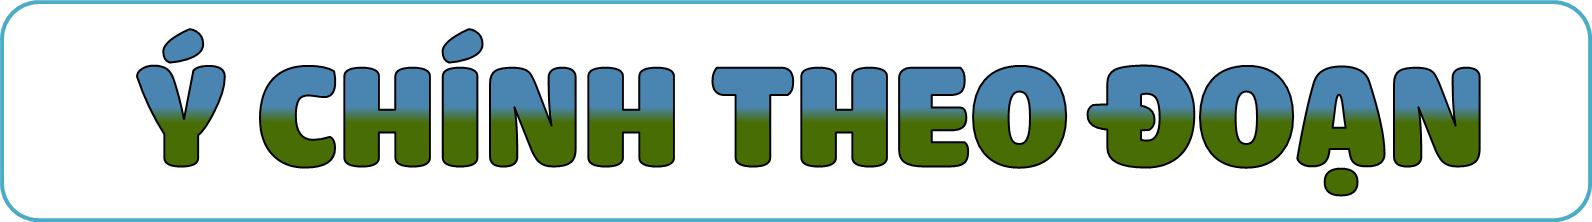 Ý CHÍNH THEO ĐOẠN